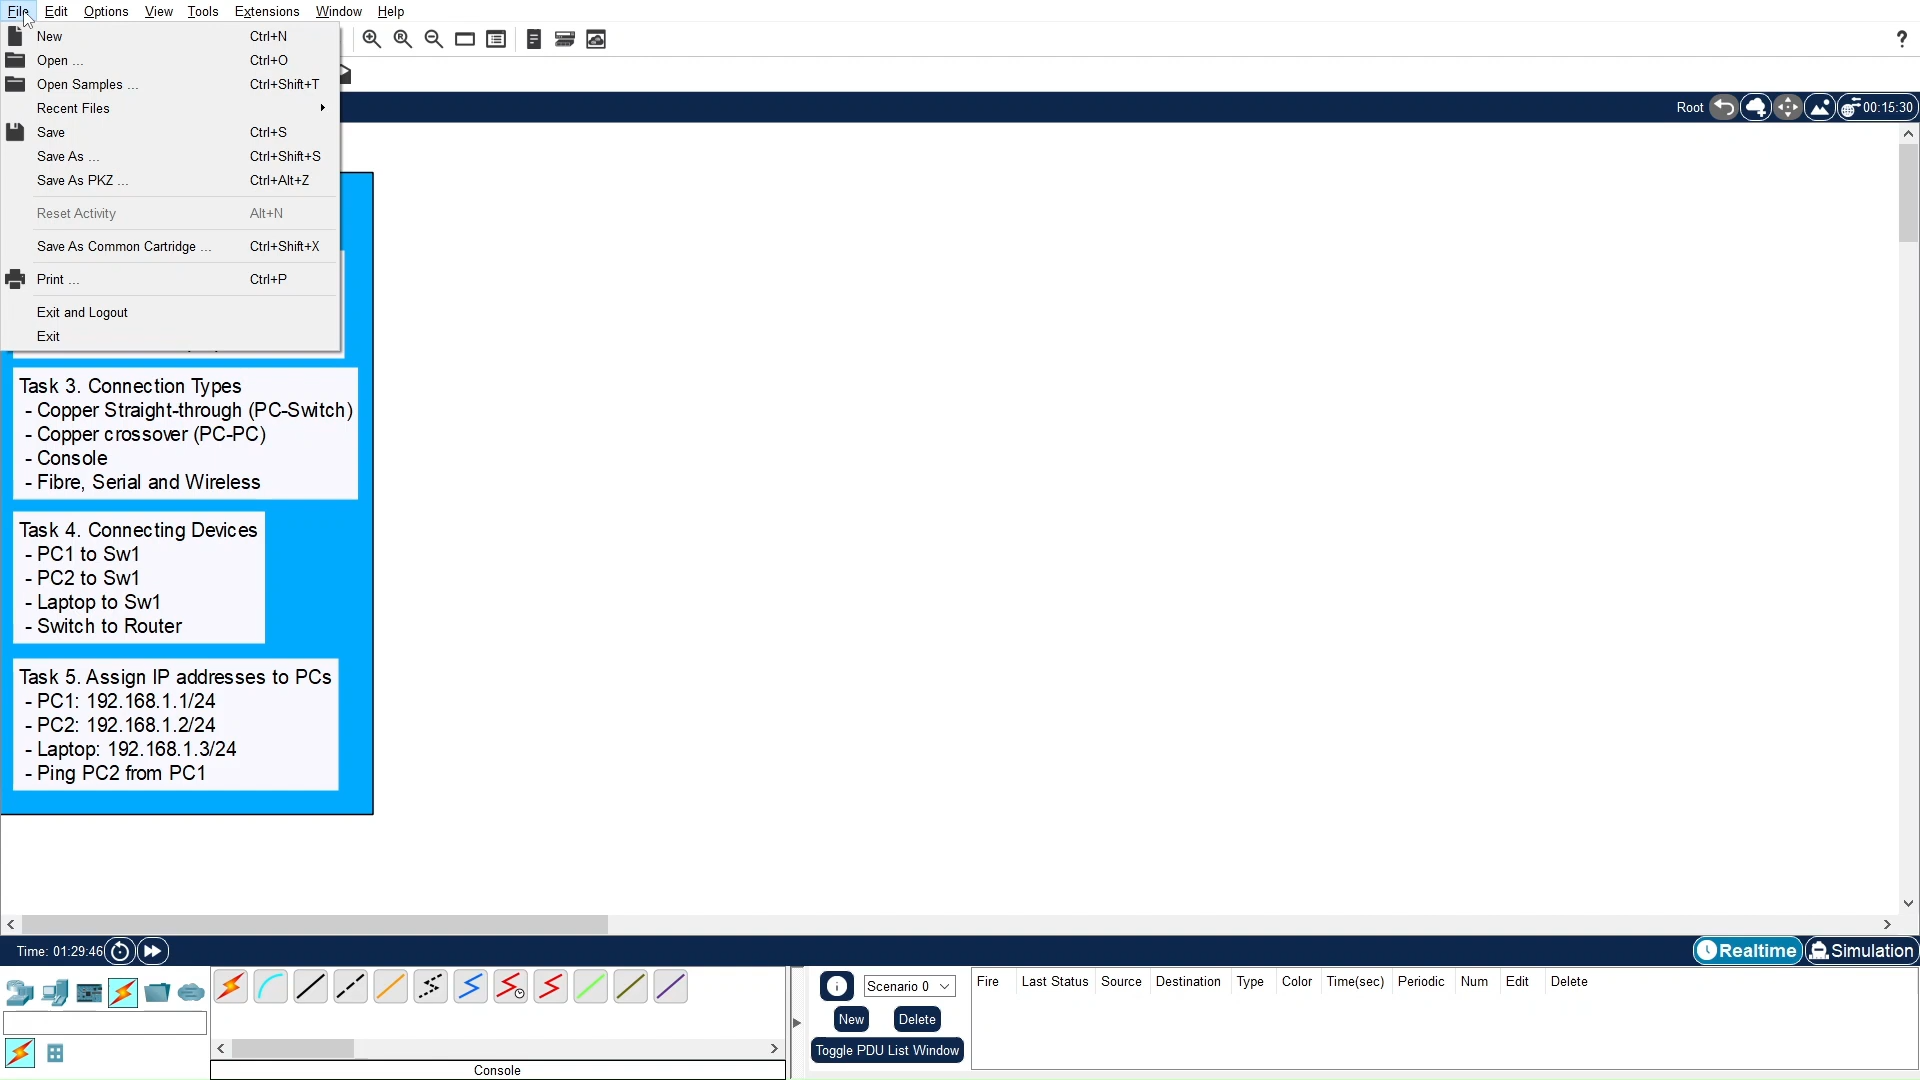 File Edit Options View Tools Extensions Window Help
New Ctrl+N
Open ... Ctrl+O
Open Samples ... Ctrl+Shift+T
Recent Files
Save Ctrl+S
Save As ... Ctrl+Shift+S
Save As PKZ ... Ctrl+Alt+Z
Reset Activity Alt+N
Save As Common Cartridge ... Ctrl+Shift+X
Print ... Ctrl+P
Exit and Logout
Exit
?
Root 00:15:30
Task 3. Connection Types
- Copper Straight-through (PC-Switch)
- Copper crossover (PC-PC)
- Console
- Fibre, Serial and Wireless
Task 4. Connecting Devices
- PC1 to Sw1
- PC2 to Sw1
- Laptop to Sw1
- Switch to Router
Task 5. Assign IP addresses to PCs
- PC1: 192.168.1.1/24
- PC2: 192.168.1.2/24
- Laptop: 192.168.1.3/24
- Ping PC2 from PC1
Time: 01:29:46
Realtime Simulation
Scenario 0
New Delete
Toggle PDU List Window
Fire Last Status Source Destination Type Color Time(sec) Periodic Num Edit Delete
Console